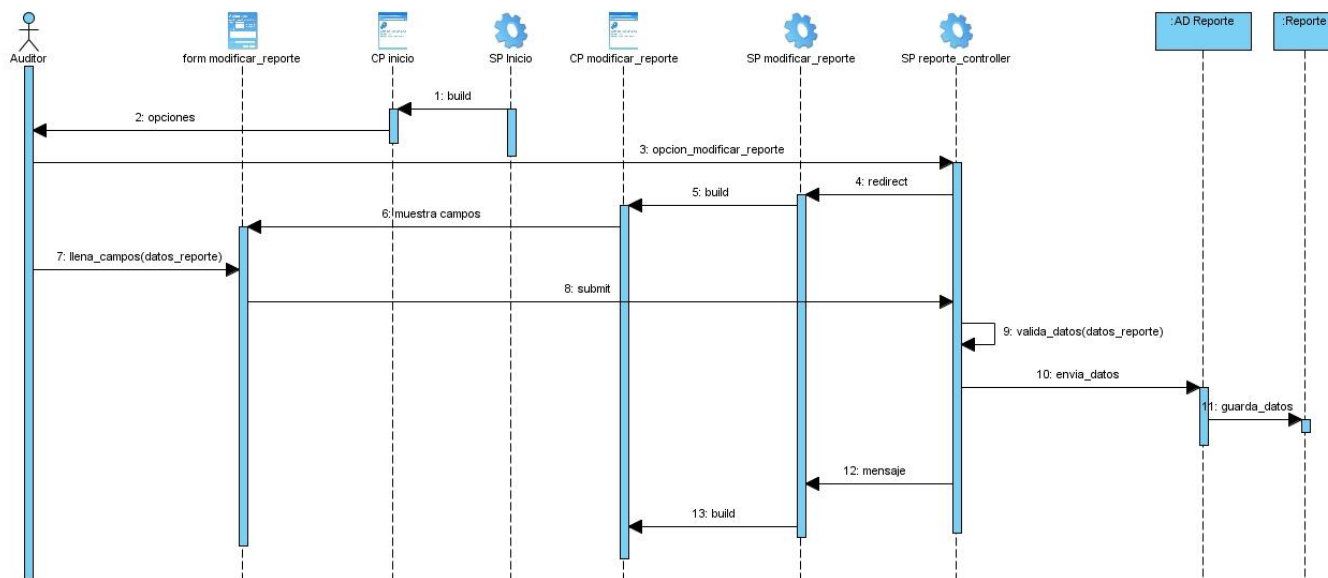 :AD Reporte
:Reporte
Auditor
form modificar_reporte
CP inicio
SP Inicio
CP modificar_reporte
SP modificar_reporte
SP reporte_controller
1: build
2: opciones
3: opcion_modificar_reporte
4: redirect
5: build
6: muestra campos
7: llena_campos(datos_reporte)
8: submit
9: valida_datos(datos_reporte)
10: envia_datos
11: guarda_datos
12: mensaje
13: build